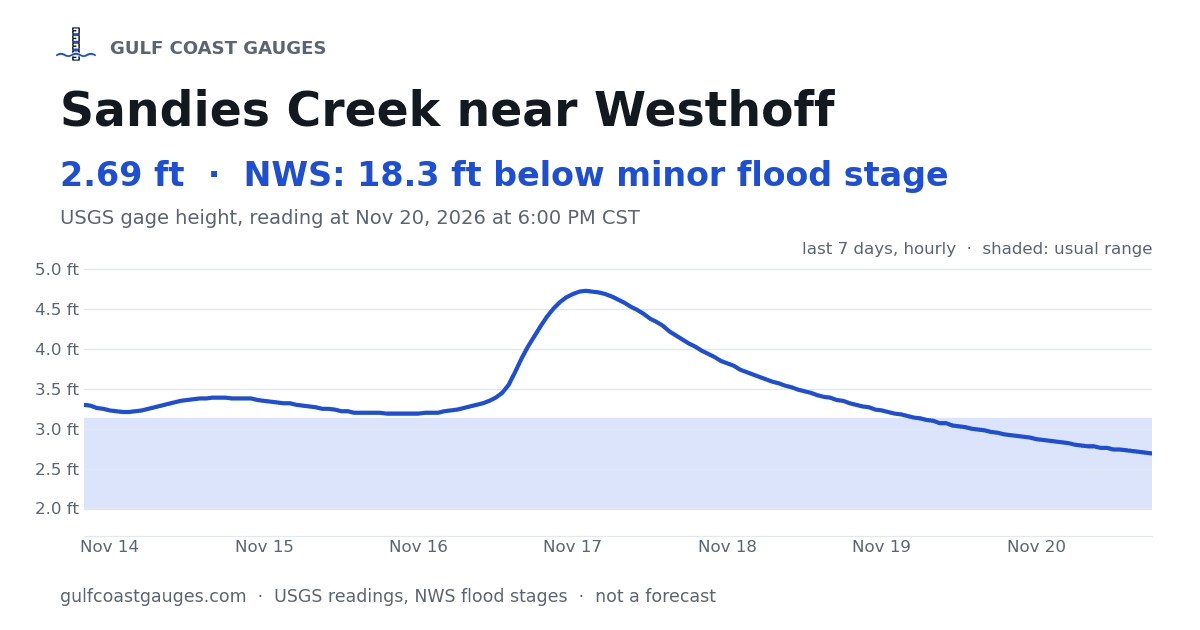 GULF COAST GAUGES
Sandies Creek near Westhoff
2.69 ft · NWS: 18.3 ft below minor flood stage
USGS gage height, reading at Nov 20, 2026 at 6:00 PM CST
last 7 days, hourly · shaded: usual range
5.0 ft
4.5 ft
4.0 ft
3.5 ft
3.0 ft
2.5 ft
2.0 ft
Nov 14 Nov 15 Nov 16 Nov 17 Nov 18 Nov 19 Nov 20
gulfcoastgauges.com · USGS readings, NWS flood stages · not a forecast